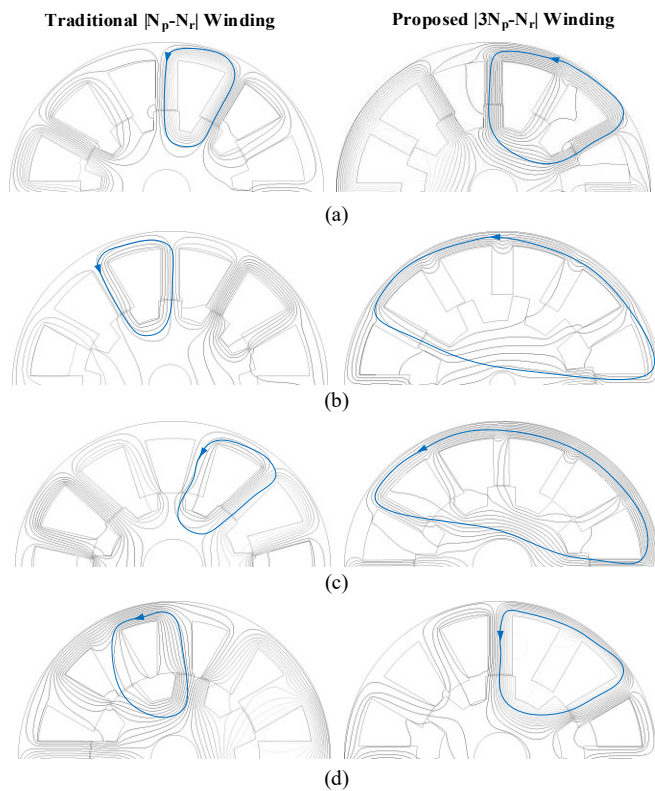 Traditional |Nₚ-Nᵣ| Winding
Proposed |3Nₚ-Nᵣ| Winding
(a)
(b)
(c)
(d)